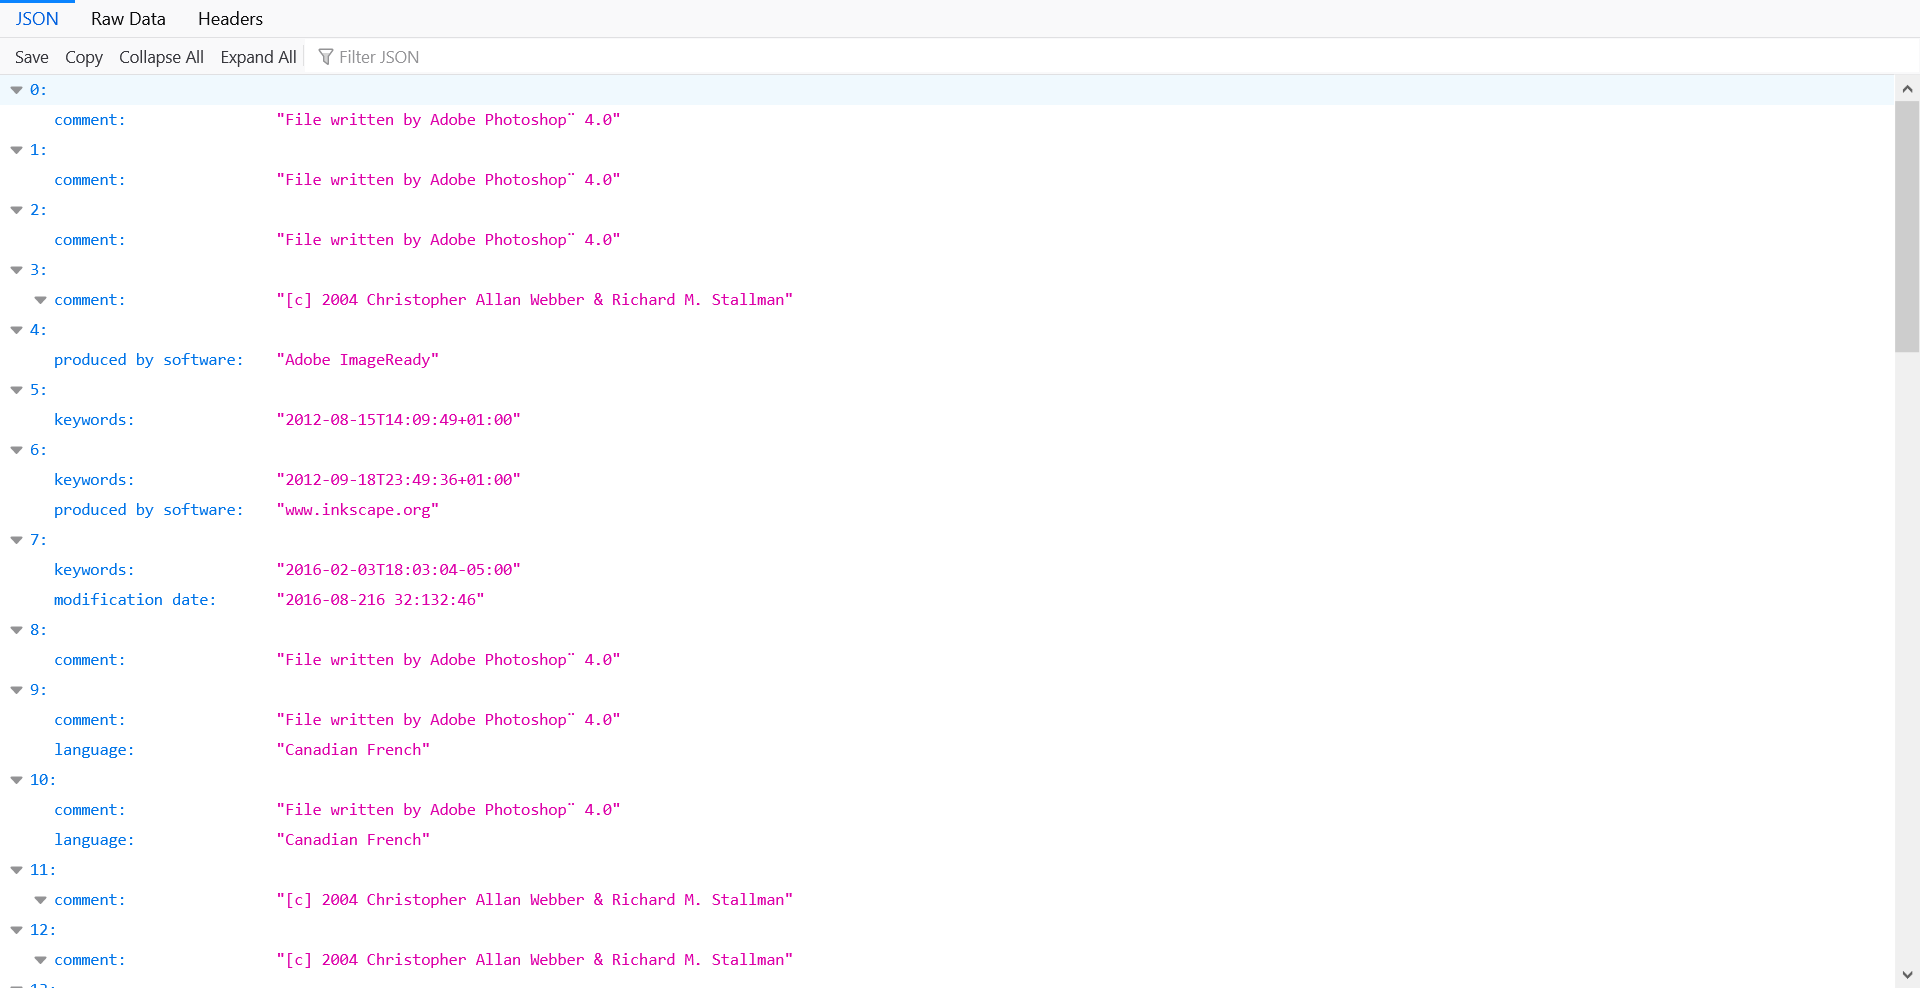 JSON Raw Data Headers
Save Copy Collapse All Expand All Filter JSON
0:
comment: "File written by Adobe Photoshop¨ 4.0"
1:
comment: "File written by Adobe Photoshop¨ 4.0"
2:
comment: "File written by Adobe Photoshop¨ 4.0"
3:
comment: "[c] 2004 Christopher Allan Webber & Richard M. Stallman"
4:
produced by software: "Adobe ImageReady"
5:
keywords: "2012-08-15T14:09:49+01:00"
6:
keywords: "2012-09-18T23:49:36+01:00"
produced by software: "www.inkscape.org"
7:
keywords: "2016-02-03T18:03:04-05:00"
modification date: "2016-08-216 32:132:46"
8:
comment: "File written by Adobe Photoshop¨ 4.0"
9:
comment: "File written by Adobe Photoshop¨ 4.0"
language: "Canadian French"
10:
comment: "File written by Adobe Photoshop¨ 4.0"
language: "Canadian French"
11:
comment: "[c] 2004 Christopher Allan Webber & Richard M. Stallman"
12:
comment: "[c] 2004 Christopher Allan Webber & Richard M. Stallman"